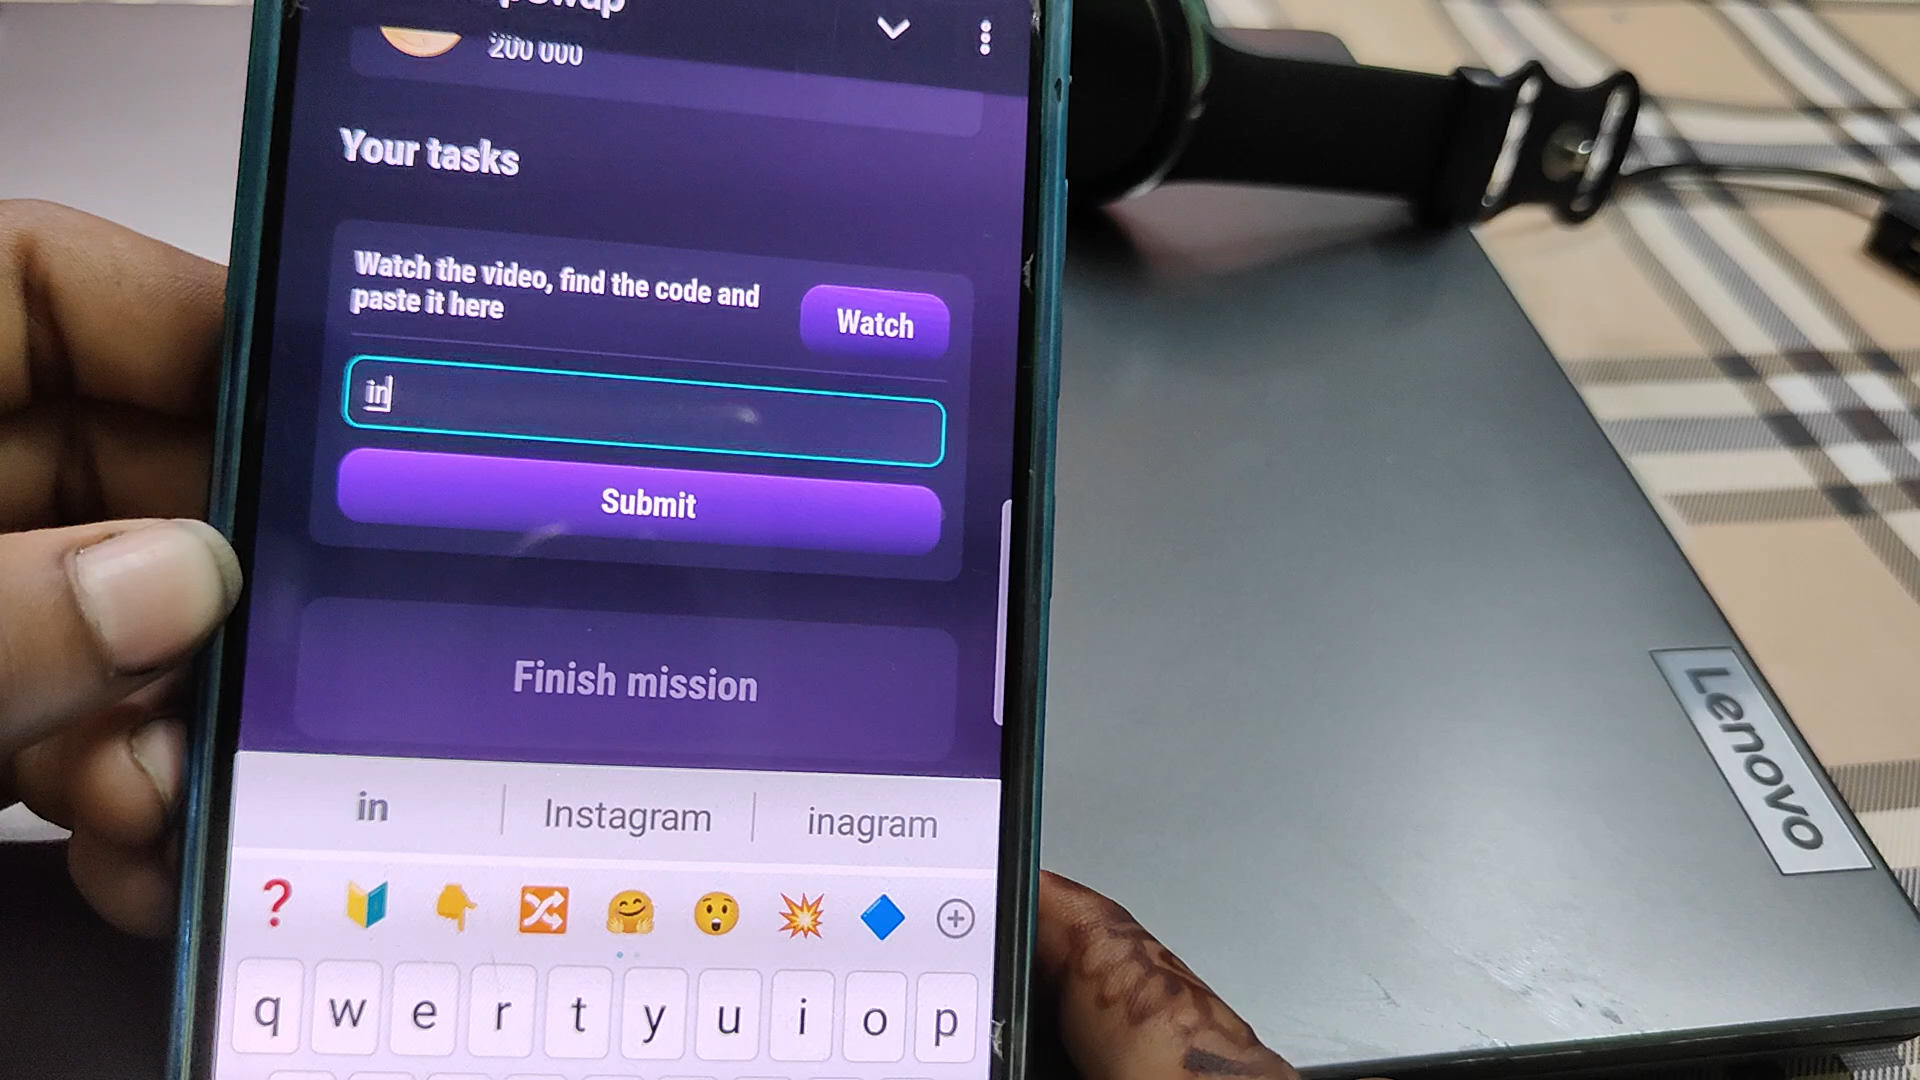 200 000
Your tasks
Watch the video, find the code and
paste it here
Watch
in
Submit
Finish mission
in Instagram inagram
q w e r t y u i o p
Lenovo